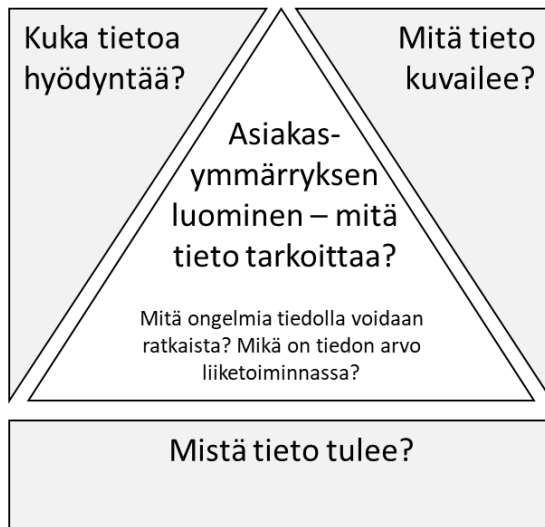 Kuka tietoa
hyödyntää?
Mitä tieto
kuvailee?
Asiakas-
ymmärryksen
luominen – mitä
tieto tarkoittaa?
Mitä ongelmia tiedolla voidaan
ratkaista? Mikä on tiedon arvo
liiketoiminnassa?
Mistä tieto tulee?